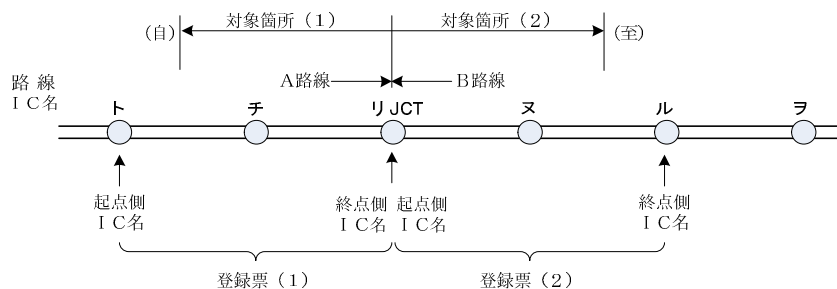 対象箇所（１） 対象箇所（２）
（自） （至）
Ａ路線 Ｂ路線
路 線
ＩＣ名
ト チ リ JCT ヌ ル ヲ
起点側 終点側 起点側 終点側
ＩＣ名 ＩＣ名 ＩＣ名 ＩＣ名
登録票（１） 登録票（２）